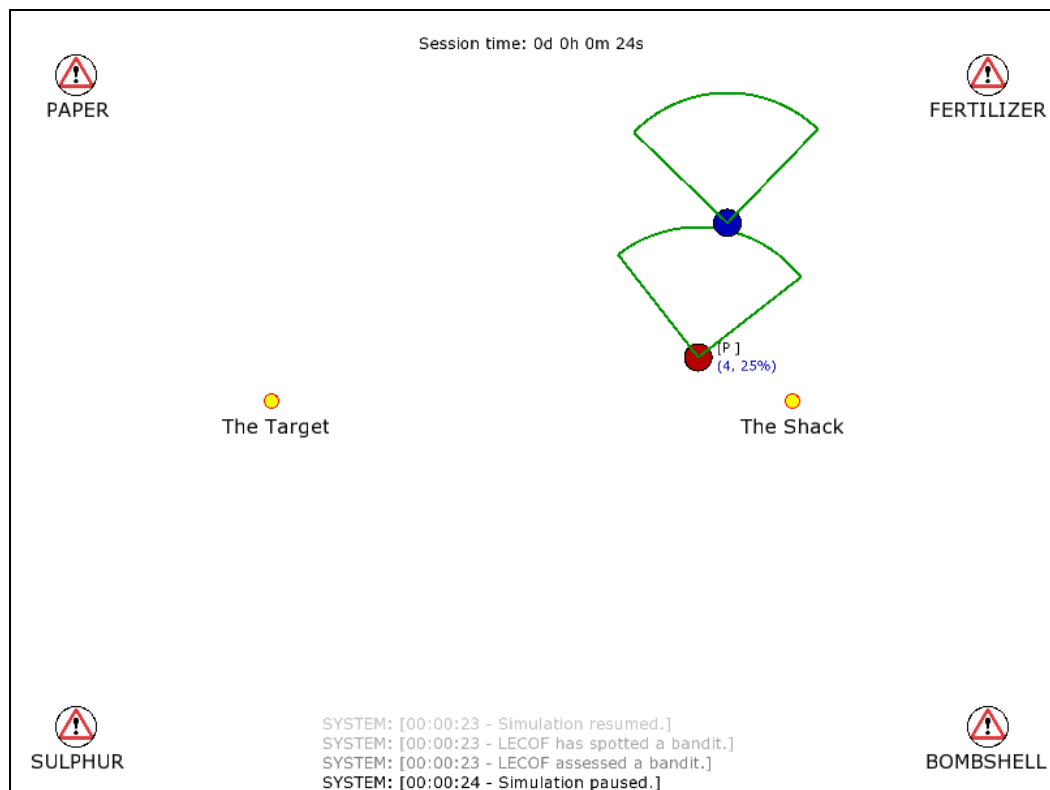 Session time: 0d 0h 0m 24s
PAPER
FERTILIZER
[P ]
(4, 25%)
The Target
The Shack
SULPHUR
BOMBSHELL
SYSTEM: [00:00:23 - Simulation resumed.]
SYSTEM: [00:00:23 - LECOF has spotted a bandit.]
SYSTEM: [00:00:23 - LECOF assessed a bandit.]
SYSTEM: [00:00:24 - Simulation paused.]